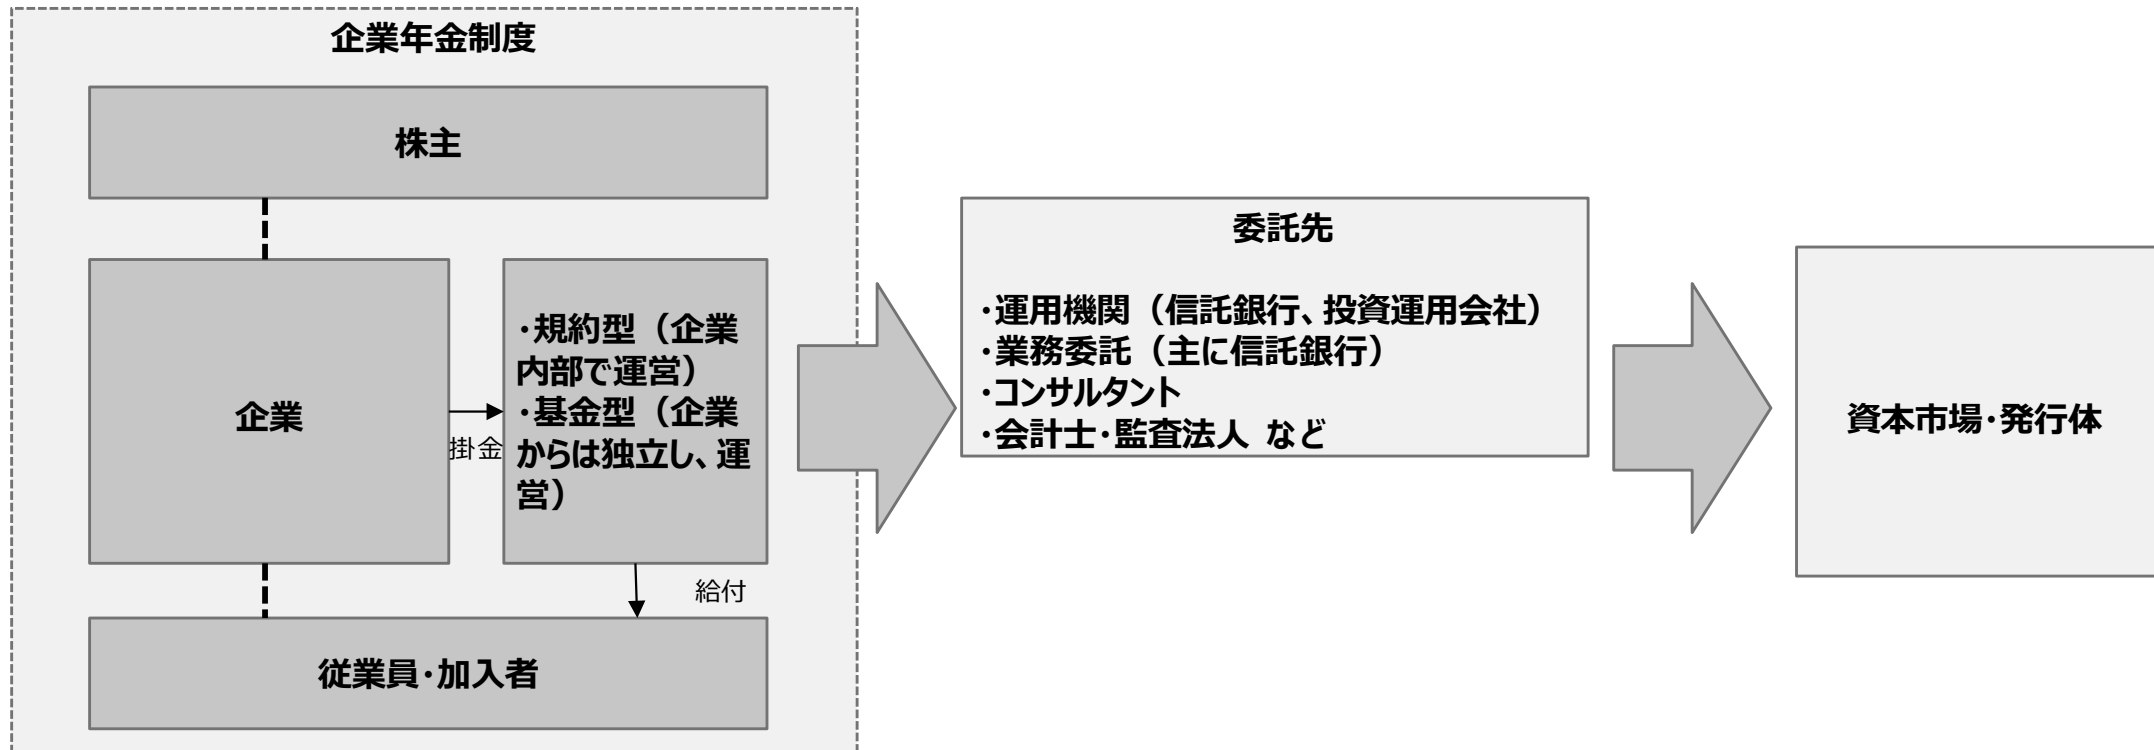 企業年金制度
株主
企業
掛金
・規約型（企業
内部で運営）
・基金型（企業
からは独立し、運
営）
給付
従業員・加入者
委託先
・運用機関（信託銀行、投資運用会社）
・業務委託（主に信託銀行）
・コンサルタント
・会計士・監査法人 など
資本市場・発行体